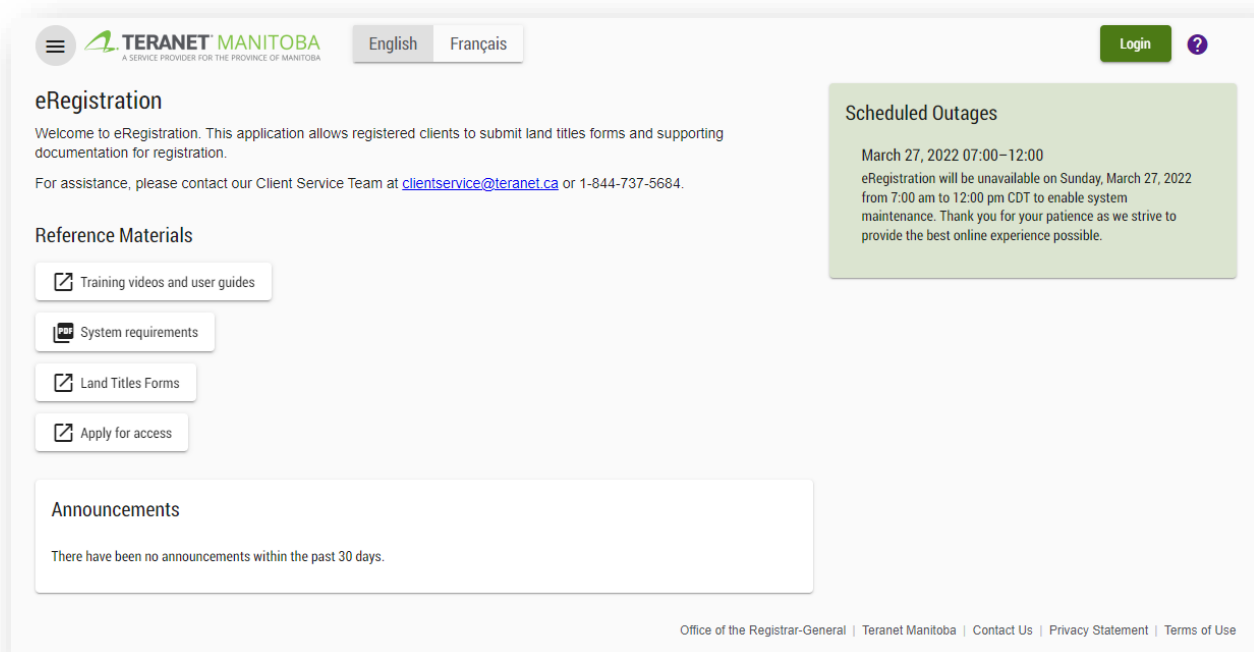 TERANET MANITOBA
A SERVICE PROVIDER FOR THE PROVINCE OF MANITOBA
English
Français
Login
?
eRegistration
Welcome to eRegistration. This application allows registered clients to submit land titles forms and supporting
documentation for registration.
For assistance, please contact our Client Service Team at clientservice@teranet.ca or 1-844-737-5684.
Reference Materials
Training videos and user guides
PDF System requirements
Land Titles Forms
Apply for access
Announcements
There have been no announcements within the past 30 days.
Scheduled Outages
March 27, 2022 07:00–12:00
eRegistration will be unavailable on Sunday, March 27, 2022
from 7:00 am to 12:00 pm CDT to enable system
maintenance. Thank you for your patience as we strive to
provide the best online experience possible.
Office of the Registrar-General | Teranet Manitoba | Contact Us | Privacy Statement | Terms of Use